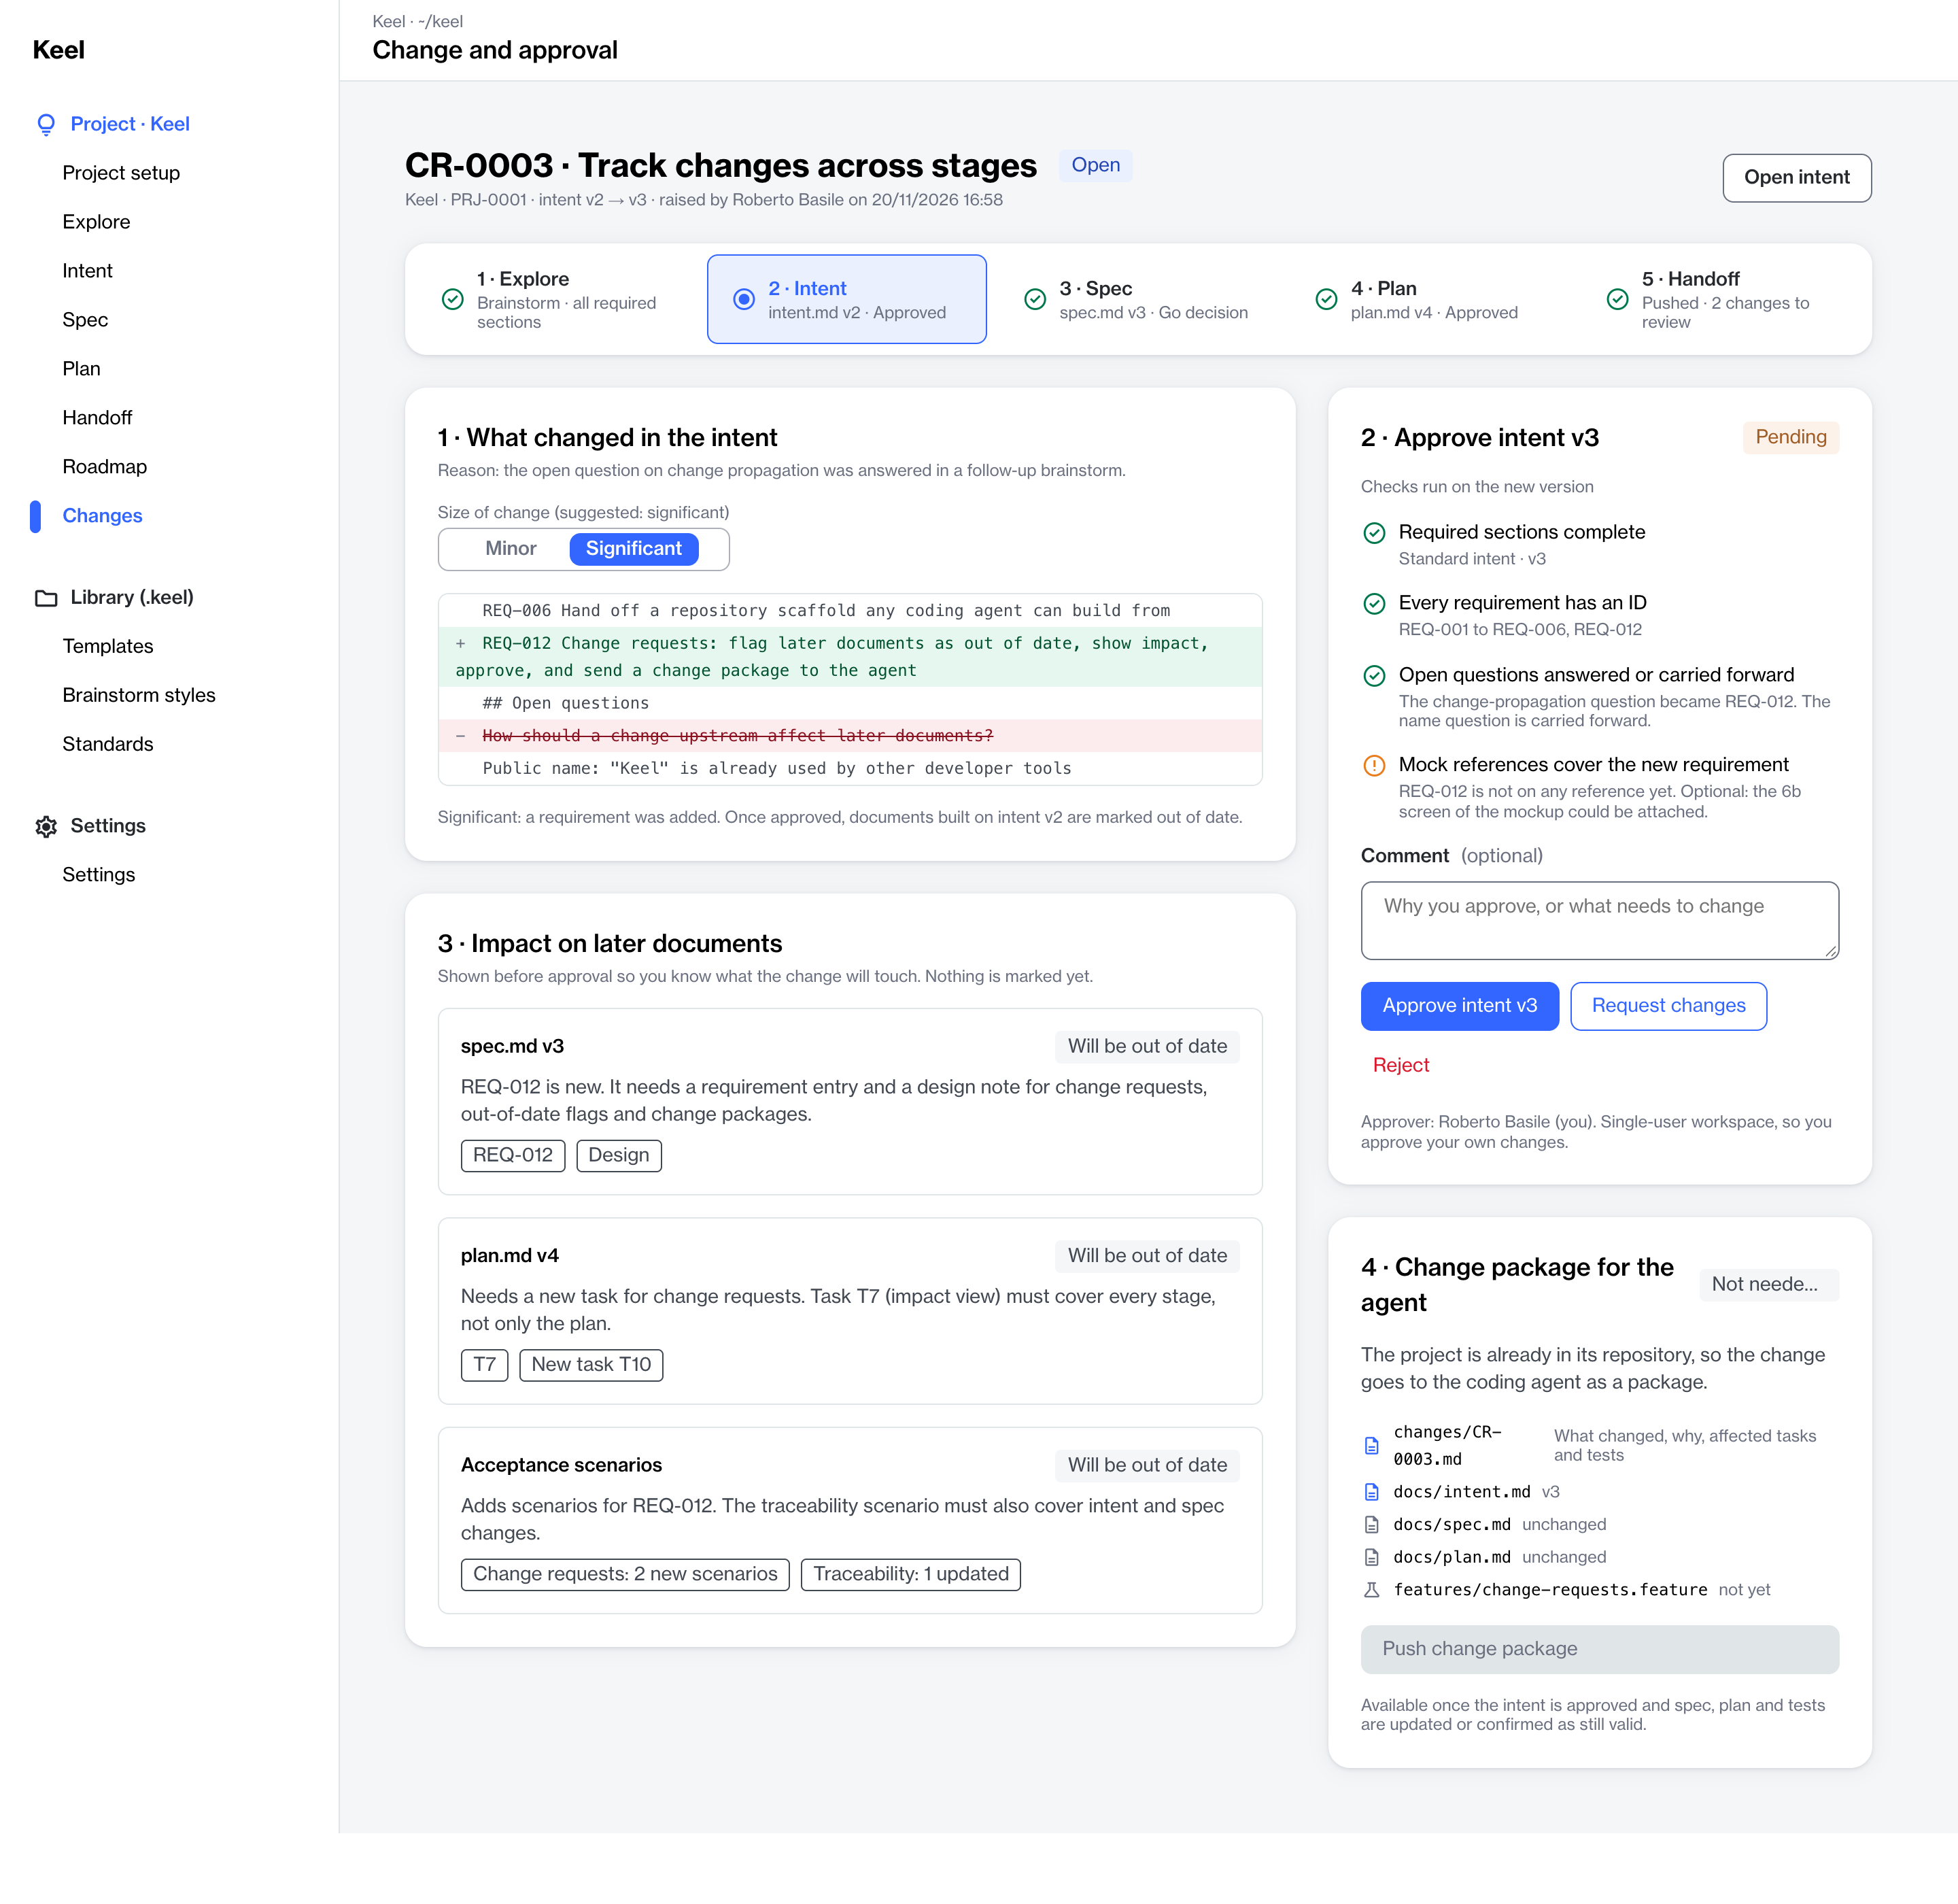 Keel
Project · Keel
Project setup
Explore
Intent
Spec
Plan
Handoff
Roadmap
Changes
Library (.keel)
Templates
Brainstorm styles
Standards
Settings
Settings
Keel · ~/keel
Change and approval
CR-0003 · Track changes across stages
Open
Keel · PRJ-0001 · intent v2 → v3 · raised by Roberto Basile on 20/11/2026 16:58
Open intent
1 · Explore
Brainstorm · all required
sections
2 · Intent
intent.md v2 · Approved
3 · Spec
spec.md v3 · Go decision
4 · Plan
plan.md v4 · Approved
5 · Handoff
Pushed · 2 changes to
review
1 · What changed in the intent
Reason: the open question on change propagation was answered in a follow-up brainstorm.
Size of change (suggested: significant)
Minor
Significant
REQ-006 Hand off a repository scaffold any coding agent can build from
+ REQ-012 Change requests: flag later documents as out of date, show impact,
approve, and send a change package to the agent
## Open questions
− How should a change upstream affect later documents?
Public name: "Keel" is already used by other developer tools
Significant: a requirement was added. Once approved, documents built on intent v2 are marked out of date.
3 · Impact on later documents
Shown before approval so you know what the change will touch. Nothing is marked yet.
spec.md v3
Will be out of date
REQ-012 is new. It needs a requirement entry and a design note for change requests,
out-of-date flags and change packages.
REQ-012
Design
plan.md v4
Will be out of date
Needs a new task for change requests. Task T7 (impact view) must cover every stage,
not only the plan.
T7
New task T10
Acceptance scenarios
Will be out of date
Adds scenarios for REQ-012. The traceability scenario must also cover intent and spec
changes.
Change requests: 2 new scenarios
Traceability: 1 updated
2 · Approve intent v3
Pending
Checks run on the new version
Required sections complete
Standard intent · v3
Every requirement has an ID
REQ-001 to REQ-006, REQ-012
Open questions answered or carried forward
The change-propagation question became REQ-012. The
name question is carried forward.
Mock references cover the new requirement
REQ-012 is not on any reference yet. Optional: the 6b
screen of the mockup could be attached.
Comment (optional)
Why you approve, or what needs to change
Approve intent v3
Request changes
Reject
Approver: Roberto Basile (you). Single-user workspace, so you
approve your own changes.
4 · Change package for the
agent
Not neede…
The project is already in its repository, so the change
goes to the coding agent as a package.
changes/CR-
0003.md
What changed, why, affected tasks
and tests
docs/intent.md v3
docs/spec.md unchanged
docs/plan.md unchanged
features/change-requests.feature not yet
Push change package
Available once the intent is approved and spec, plan and tests
are updated or confirmed as still valid.